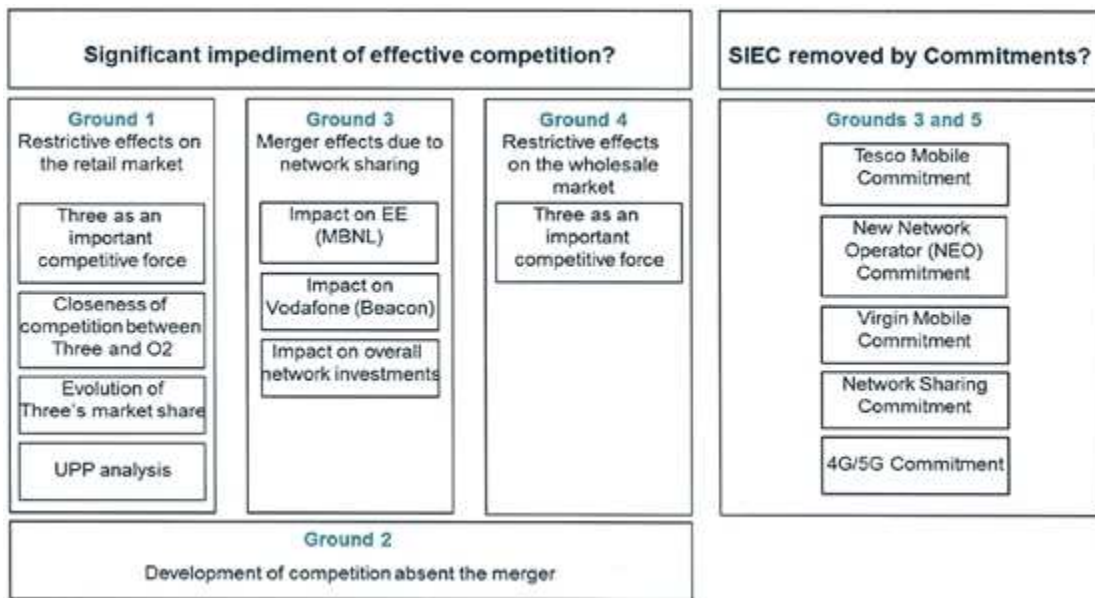 Significant impediment of effective competition?
SIEC removed by Commitments?
Ground 1
Restrictive effects on
the retail market
Three as an
important
competitive force
Closeness of
competition between
Three and O2
Evolution of
Three's market share
UPP analysis
Ground 3
Merger effects due to
network sharing
Impact on EE
(MBNL)
Impact on
Vodafone (Beacon)
Impact on overall
network investments
Ground 4
Restrictive effects
on the wholesale
market
Three as an
important
competitive force
Grounds 3 and 5
Tesco Mobile
Commitment
New Network
Operator (NEO)
Commitment
Virgin Mobile
Commitment
Network Sharing
Commitment
4G/5G Commitment
Ground 2
Development of competition absent the merger